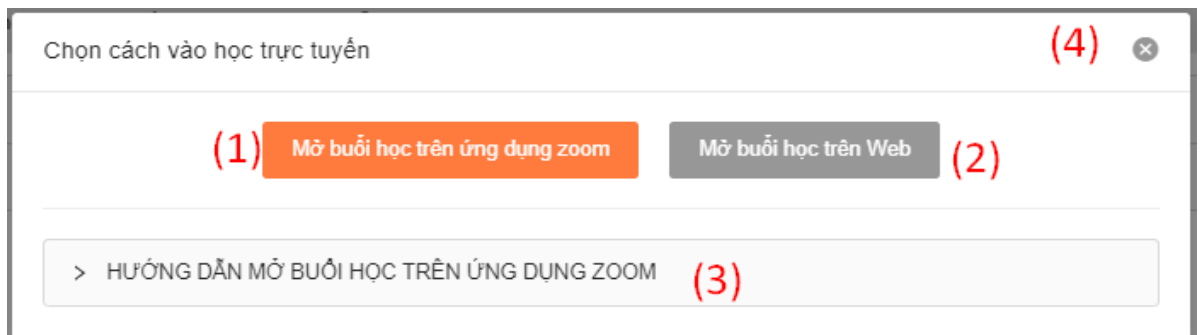 Chọn cách vào học trực tuyến (4)
(1) Mở buổi học trên ứng dụng zoom Mở buổi học trên Web (2)
> HƯỚNG DẪN MỞ BUỔI HỌC TRÊN ỨNG DỤNG ZOOM (3)